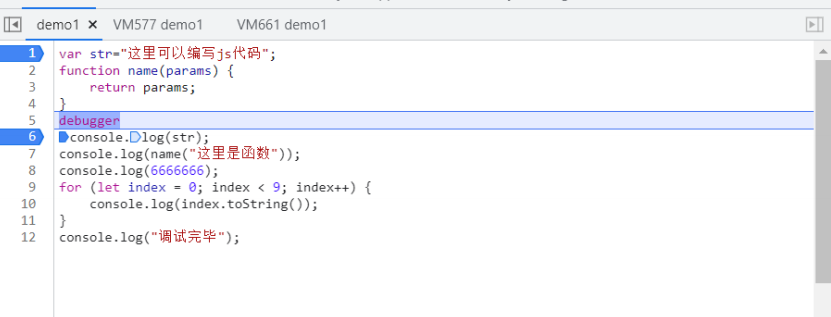 demo1 × VM577 demo1 VM661 demo1
1 var str="这里可以编写js代码";
2 function name(params) {
3     return params;
4 }
5 debugger
6 console.log(str);
7 console.log(name("这里是函数"));
8 console.log(6666666);
9 for (let index = 0; index < 9; index++) {
10     console.log(index.toString());
11 }
12 console.log("调试完毕");